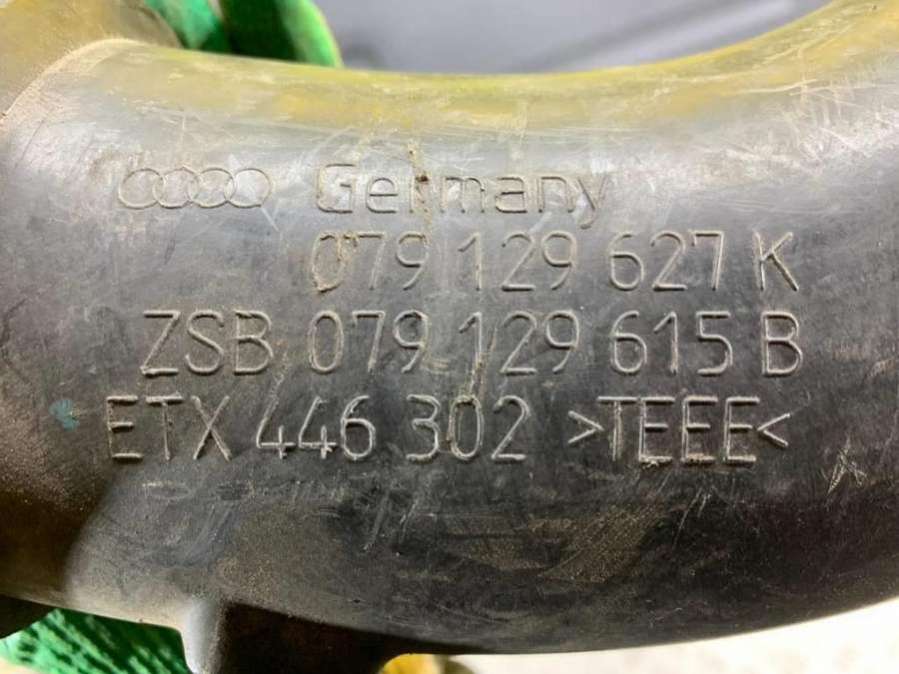 Germany
079 129 627 K
ZSB 079 129 615 B
ETX 446 302 >TEEE<